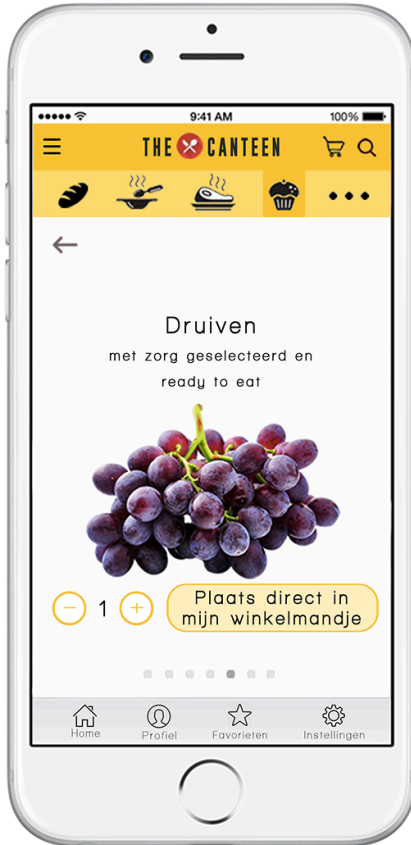 9:41 AM 100%
THE CANTEEN
Druiven
met zorg geselecteerd en
ready to eat
1
Plaats direct in
mijn winkelmandje
Home Profiel Favorieten Instellingen